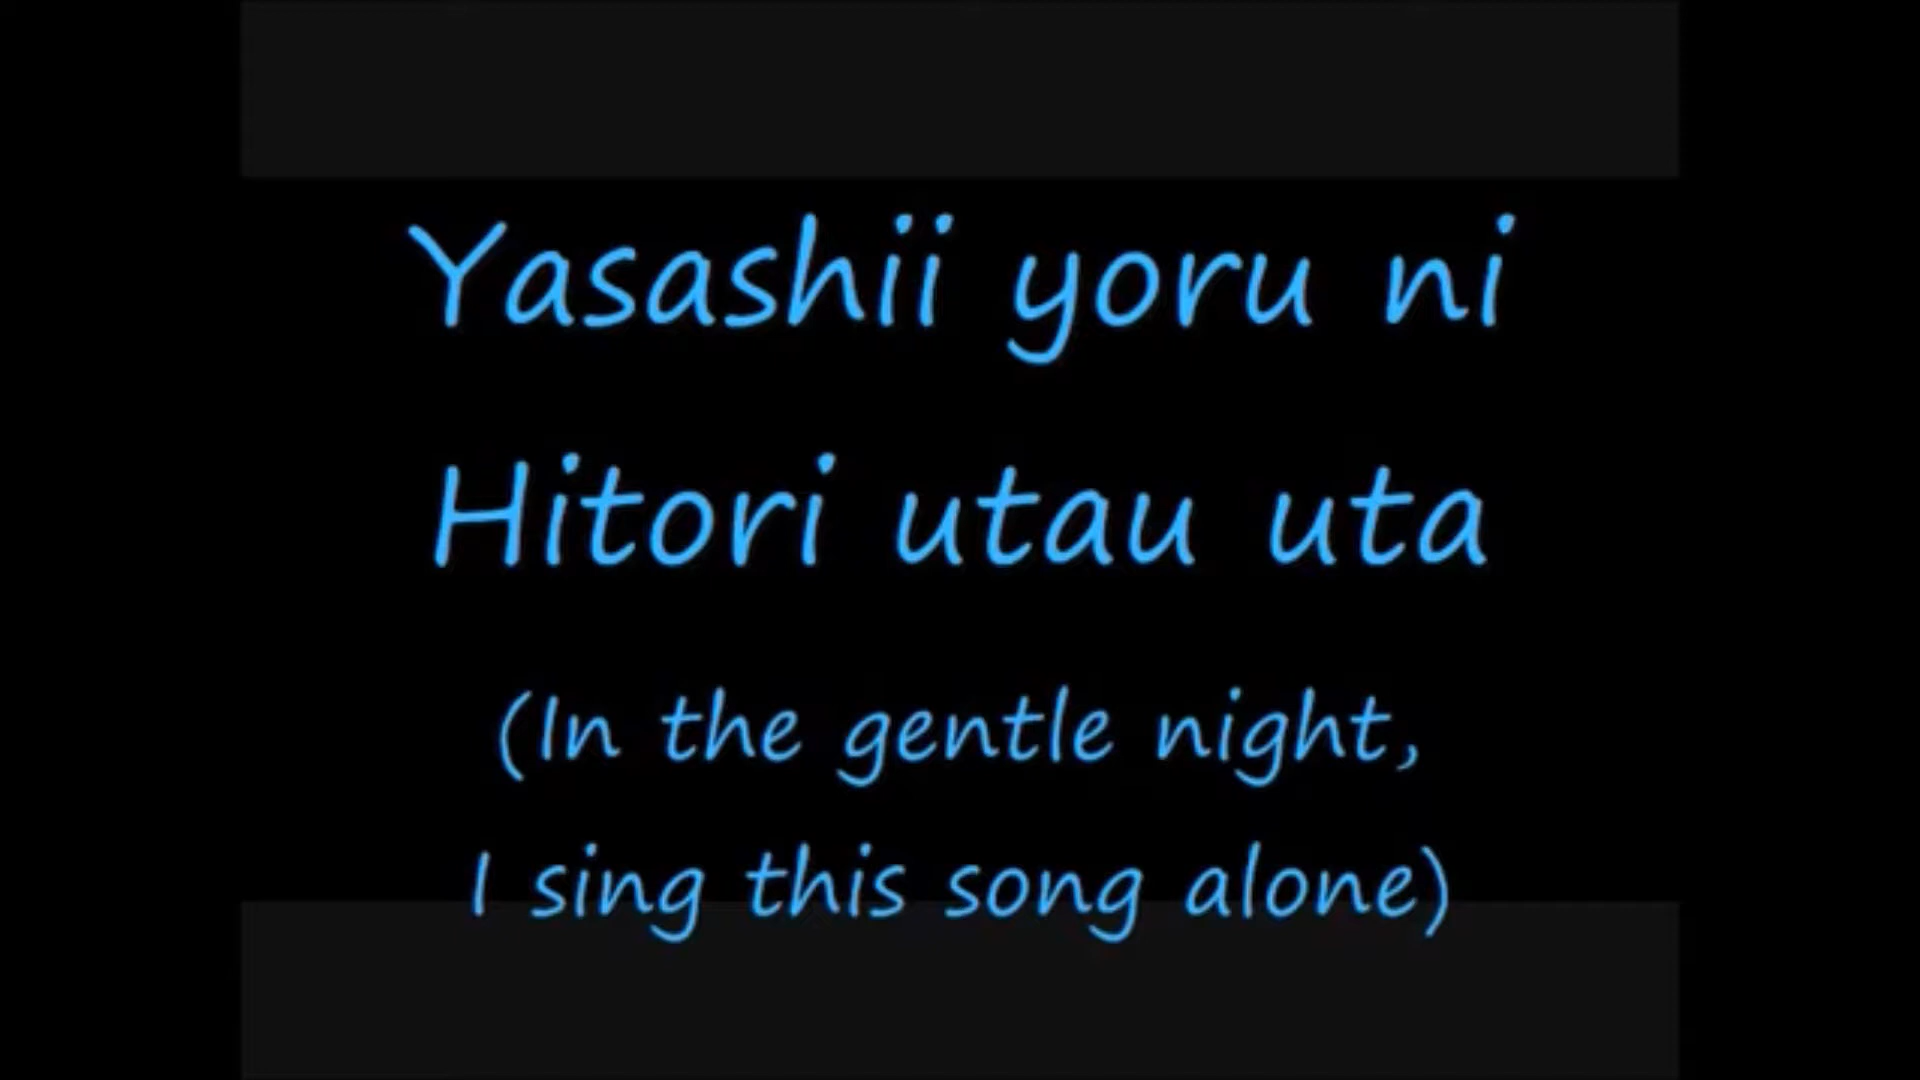 Yasashii yoru ni
Hitori utau uta
(In the gentle night,
I sing this song alone)